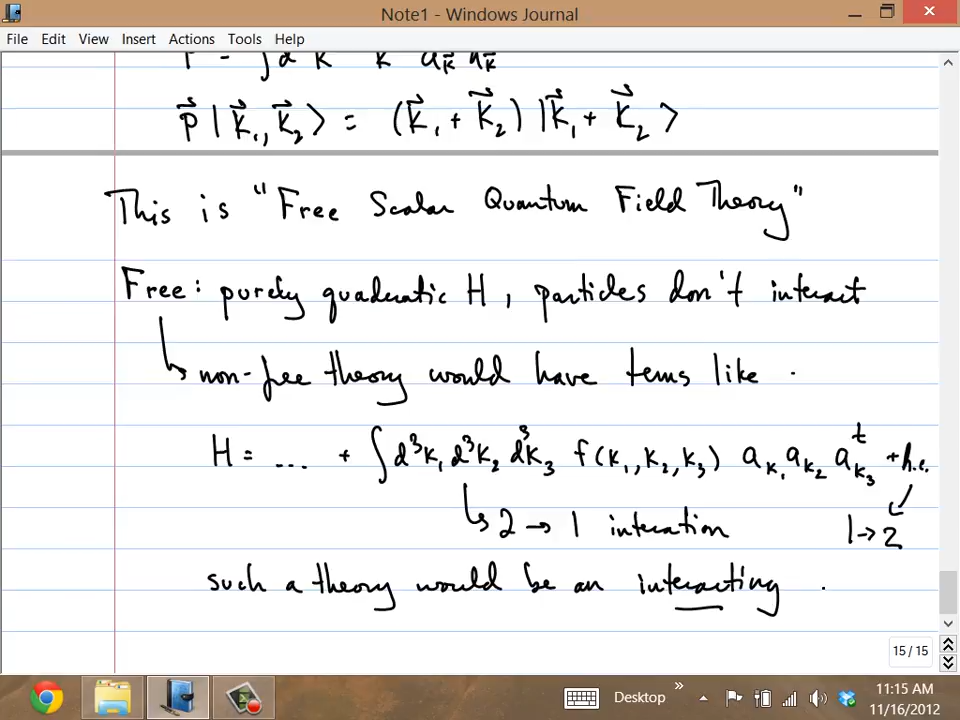 Note1 - Windows Journal
File Edit View Insert Actions Tools Help
P⃗ | k⃗₁, k⃗₂ ⟩ = (k⃗₁ + k⃗₂) | k⃗₁ + k⃗₂ ⟩
This is "Free Scalar Quantum Field Theory"
Free: purely quadratic H, particles don't interact
↳ non-free theory would have terms like
H = ... + ∫ d³k₁ d³k₂ d³k₃ f(k₁, k₂, k₃) a_k₁ a_k₂ a†_k₃ + h.c.
↳ 2 → 1 interation
1 → 2
such a theory would be an interacting
15 / 15
Desktop
»
11:15 AM
11/16/2012